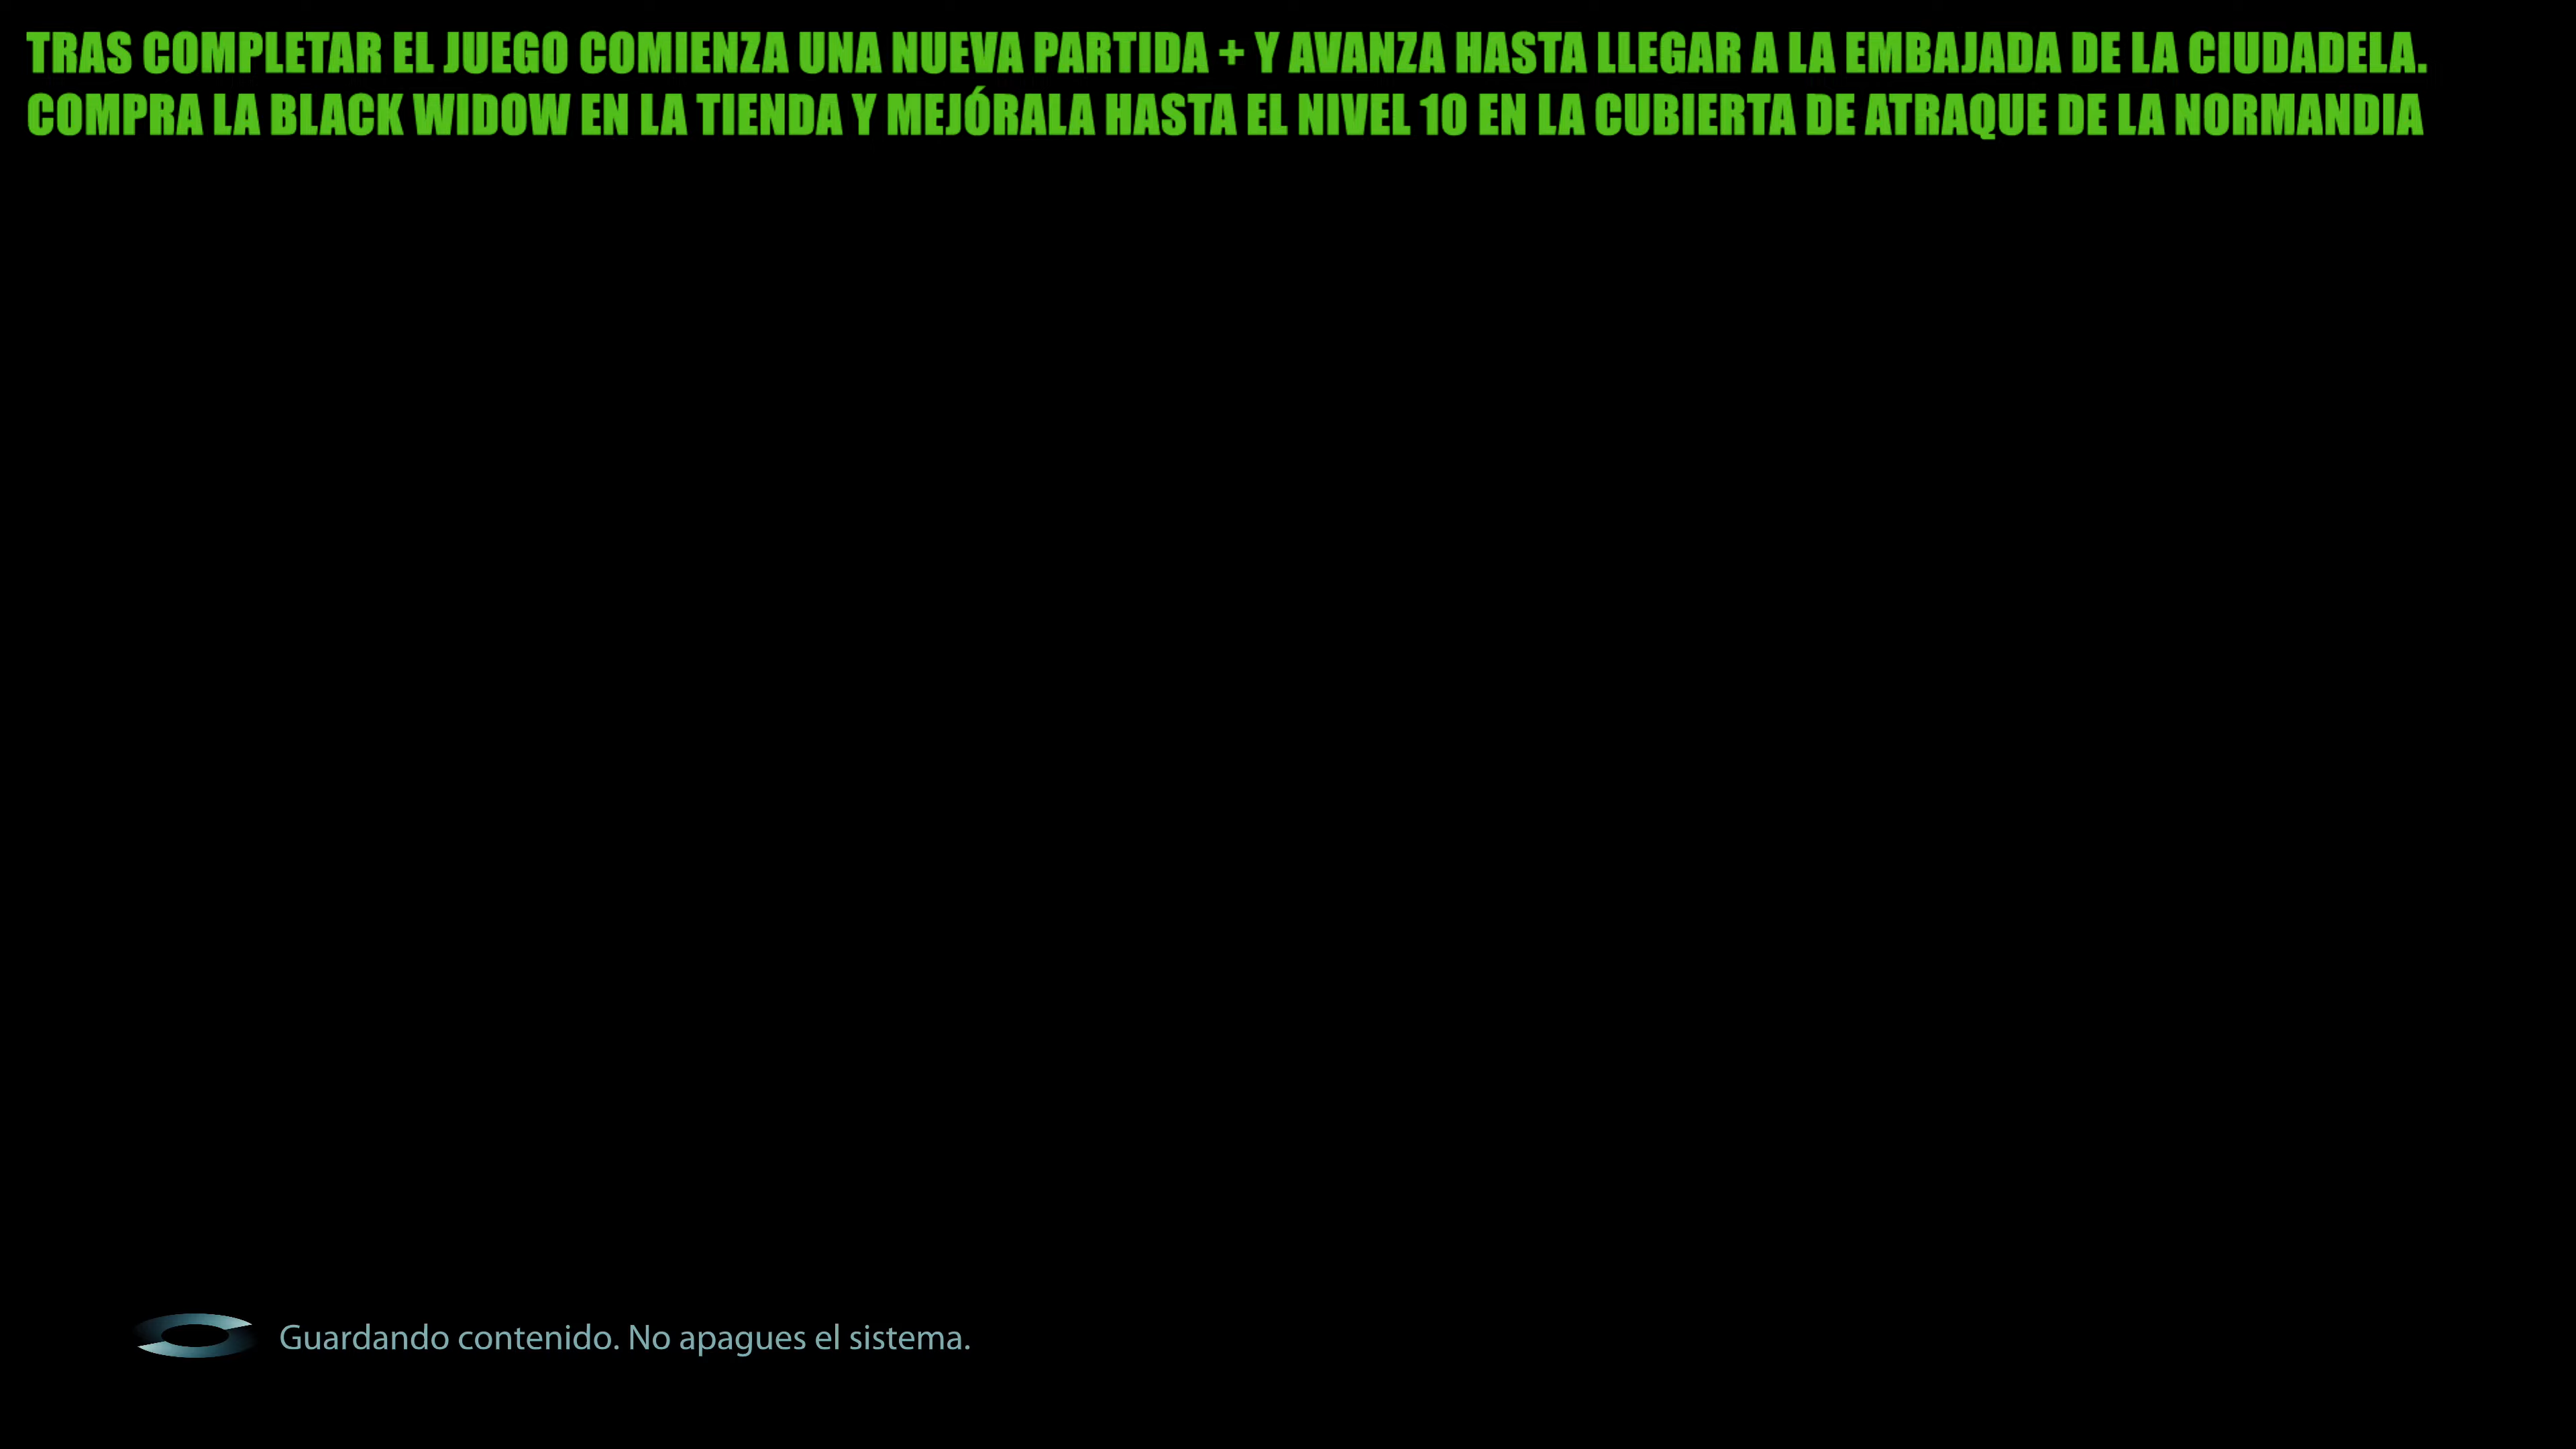 TRAS COMPLETAR EL JUEGO COMIENZA UNA NUEVA PARTIDA + Y AVANZA HASTA LLEGAR A LA EMBAJADA DE LA CIUDADELA.
COMPRA LA BLACK WIDOW EN LA TIENDA Y MEJÓRALA HASTA EL NIVEL 10 EN LA CUBIERTA DE ATRAQUE DE LA NORMANDIA
Guardando contenido. No apagues el sistema.